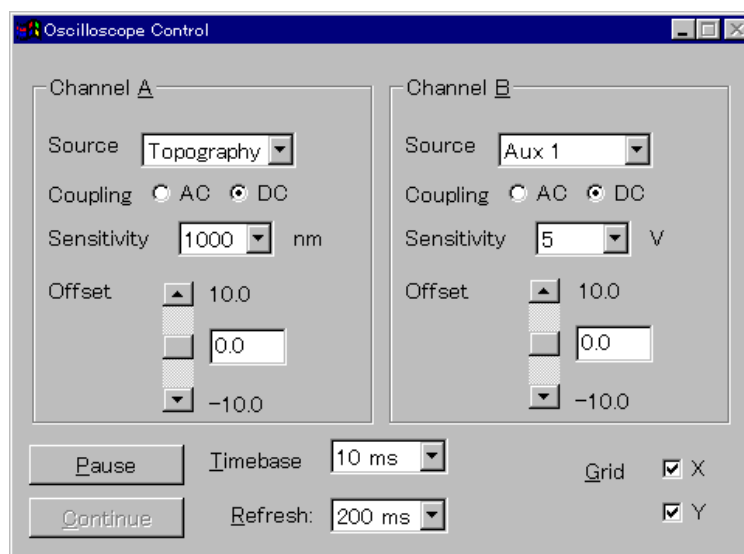 Oscilloscope Control
Channel A
Source Topography
Coupling AC DC
Sensitivity 1000 nm
Offset 10.0
0.0
-10.0
Channel B
Source Aux 1
Coupling AC DC
Sensitivity 5 V
Offset 10.0
0.0
-10.0
Pause Timebase 10 ms Grid X
Continue Refresh: 200 ms Y